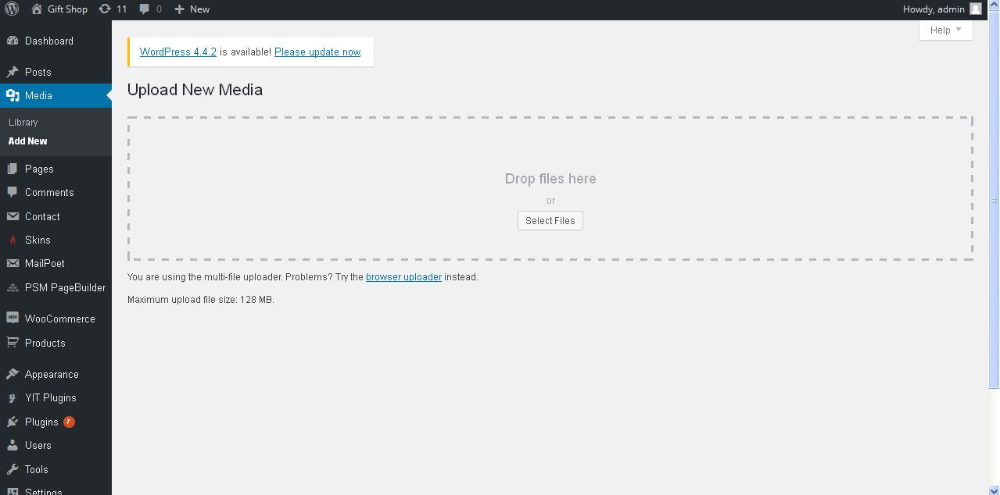 Gift Shop 11 0 New Howdy, admin
Help
Dashboard
Posts
Media
Library
Add New
Pages
Comments
Contact
Skins
MailPoet
PSM PageBuilder
WooCommerce
Products
Appearance
YIT Plugins
Plugins
Users
Tools
Settings
WordPress 4.4.2 is available! Please update now.
Upload New Media
Drop files here
or
Select Files
You are using the multi-file uploader. Problems? Try the browser uploader instead.
Maximum upload file size: 128 MB.